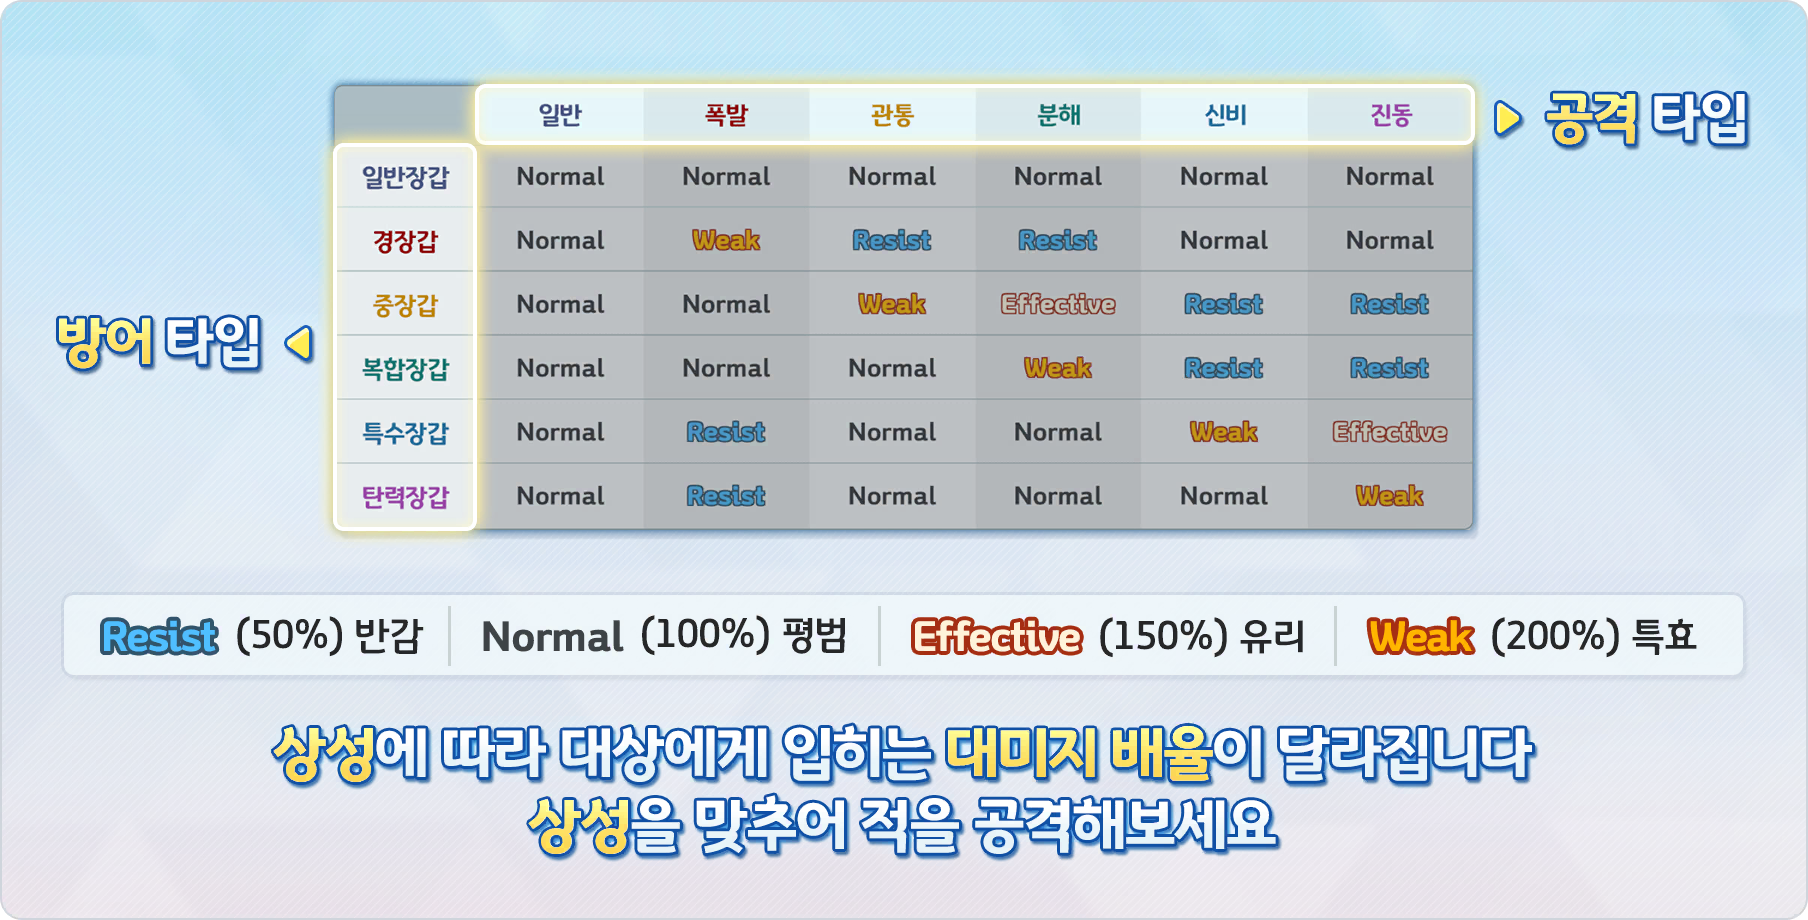 일반 폭발 관통 분해 신비 진동
공격 타입
일반장갑 Normal Normal Normal Normal Normal Normal
경장갑 Normal Weak Resist Resist Normal Normal
중장갑 Normal Normal Weak Effective Resist Resist
방어 타입
복합장갑 Normal Normal Normal Weak Resist Resist
특수장갑 Normal Resist Normal Normal Weak Effective
탄력장갑 Normal Resist Normal Normal Normal Weak
Resist (50%) 반감 Normal (100%) 평범 Effective (150%) 유리 Weak (200%) 특효
상성에 따라 대상에게 입히는 대미지 배율이 달라집니다
상성을 맞추어 적을 공격해보세요